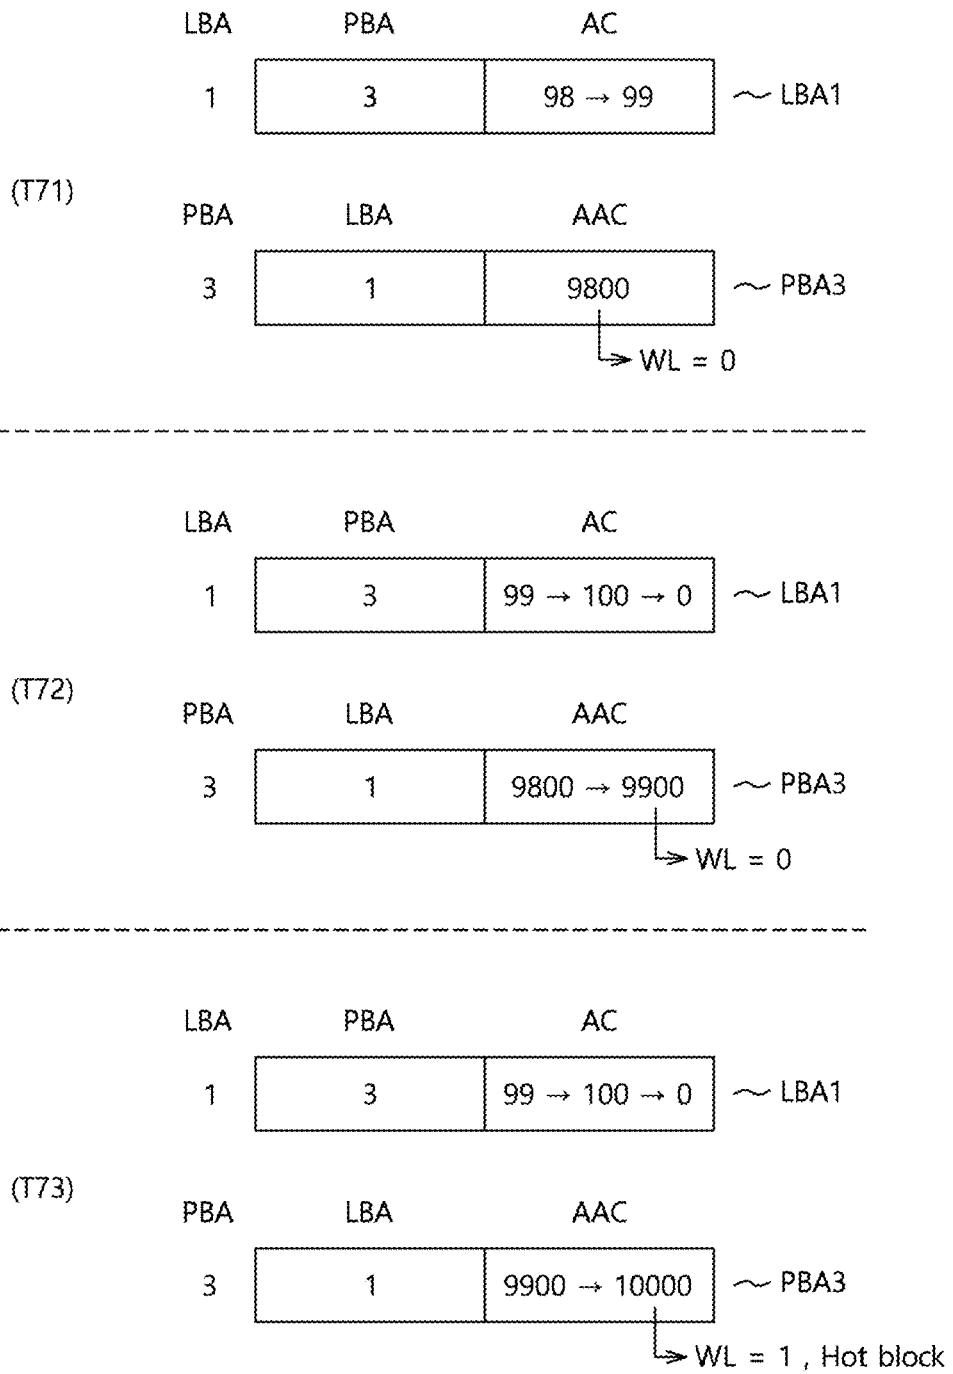 LBA PBA AC
1 3 98 → 99 LBA1
(T71)
PBA LBA AAC
3 1 9800 PBA3
WL = 0
LBA PBA AC
1 3 99 → 100 → 0 LBA1
(T72)
PBA LBA AAC
3 1 9800 → 9900 PBA3
WL = 0
LBA PBA AC
1 3 99 → 100 → 0 LBA1
(T73)
PBA LBA AAC
3 1 9900 → 10000 PBA3
WL = 1 , Hot block